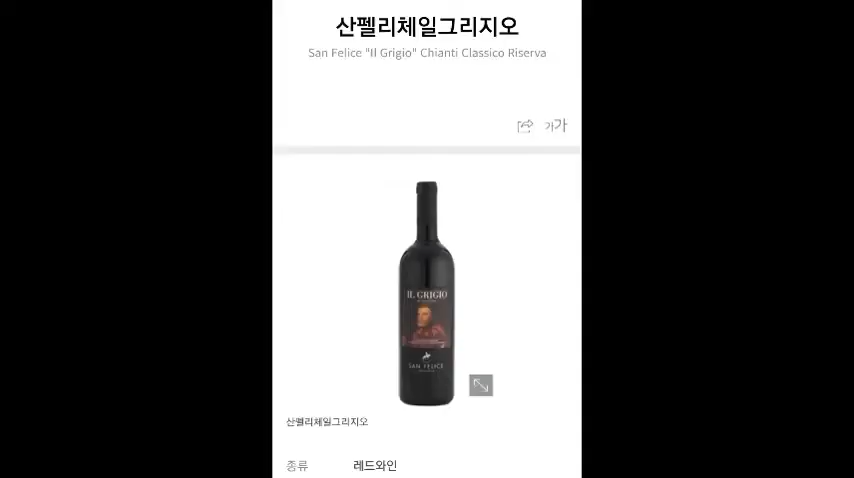 산펠리체일그리지오
San Felice "Il Grigio" Chianti Classico Riserva
가가
IL GRIGIO
SAN FELICE
산펠리체일그리지오
종류 레드와인